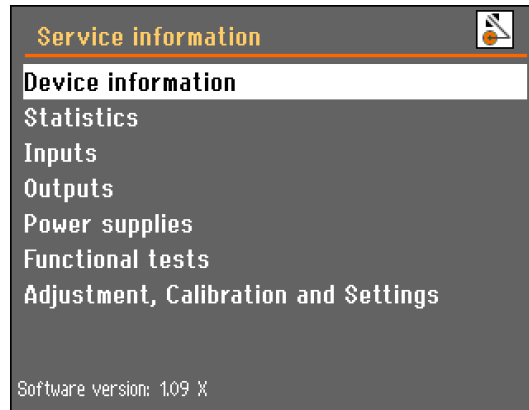 Service information
Device information
Statistics
Inputs
Outputs
Power supplies
Functional tests
Adjustment, Calibration and Settings
Software version: 1.09 X